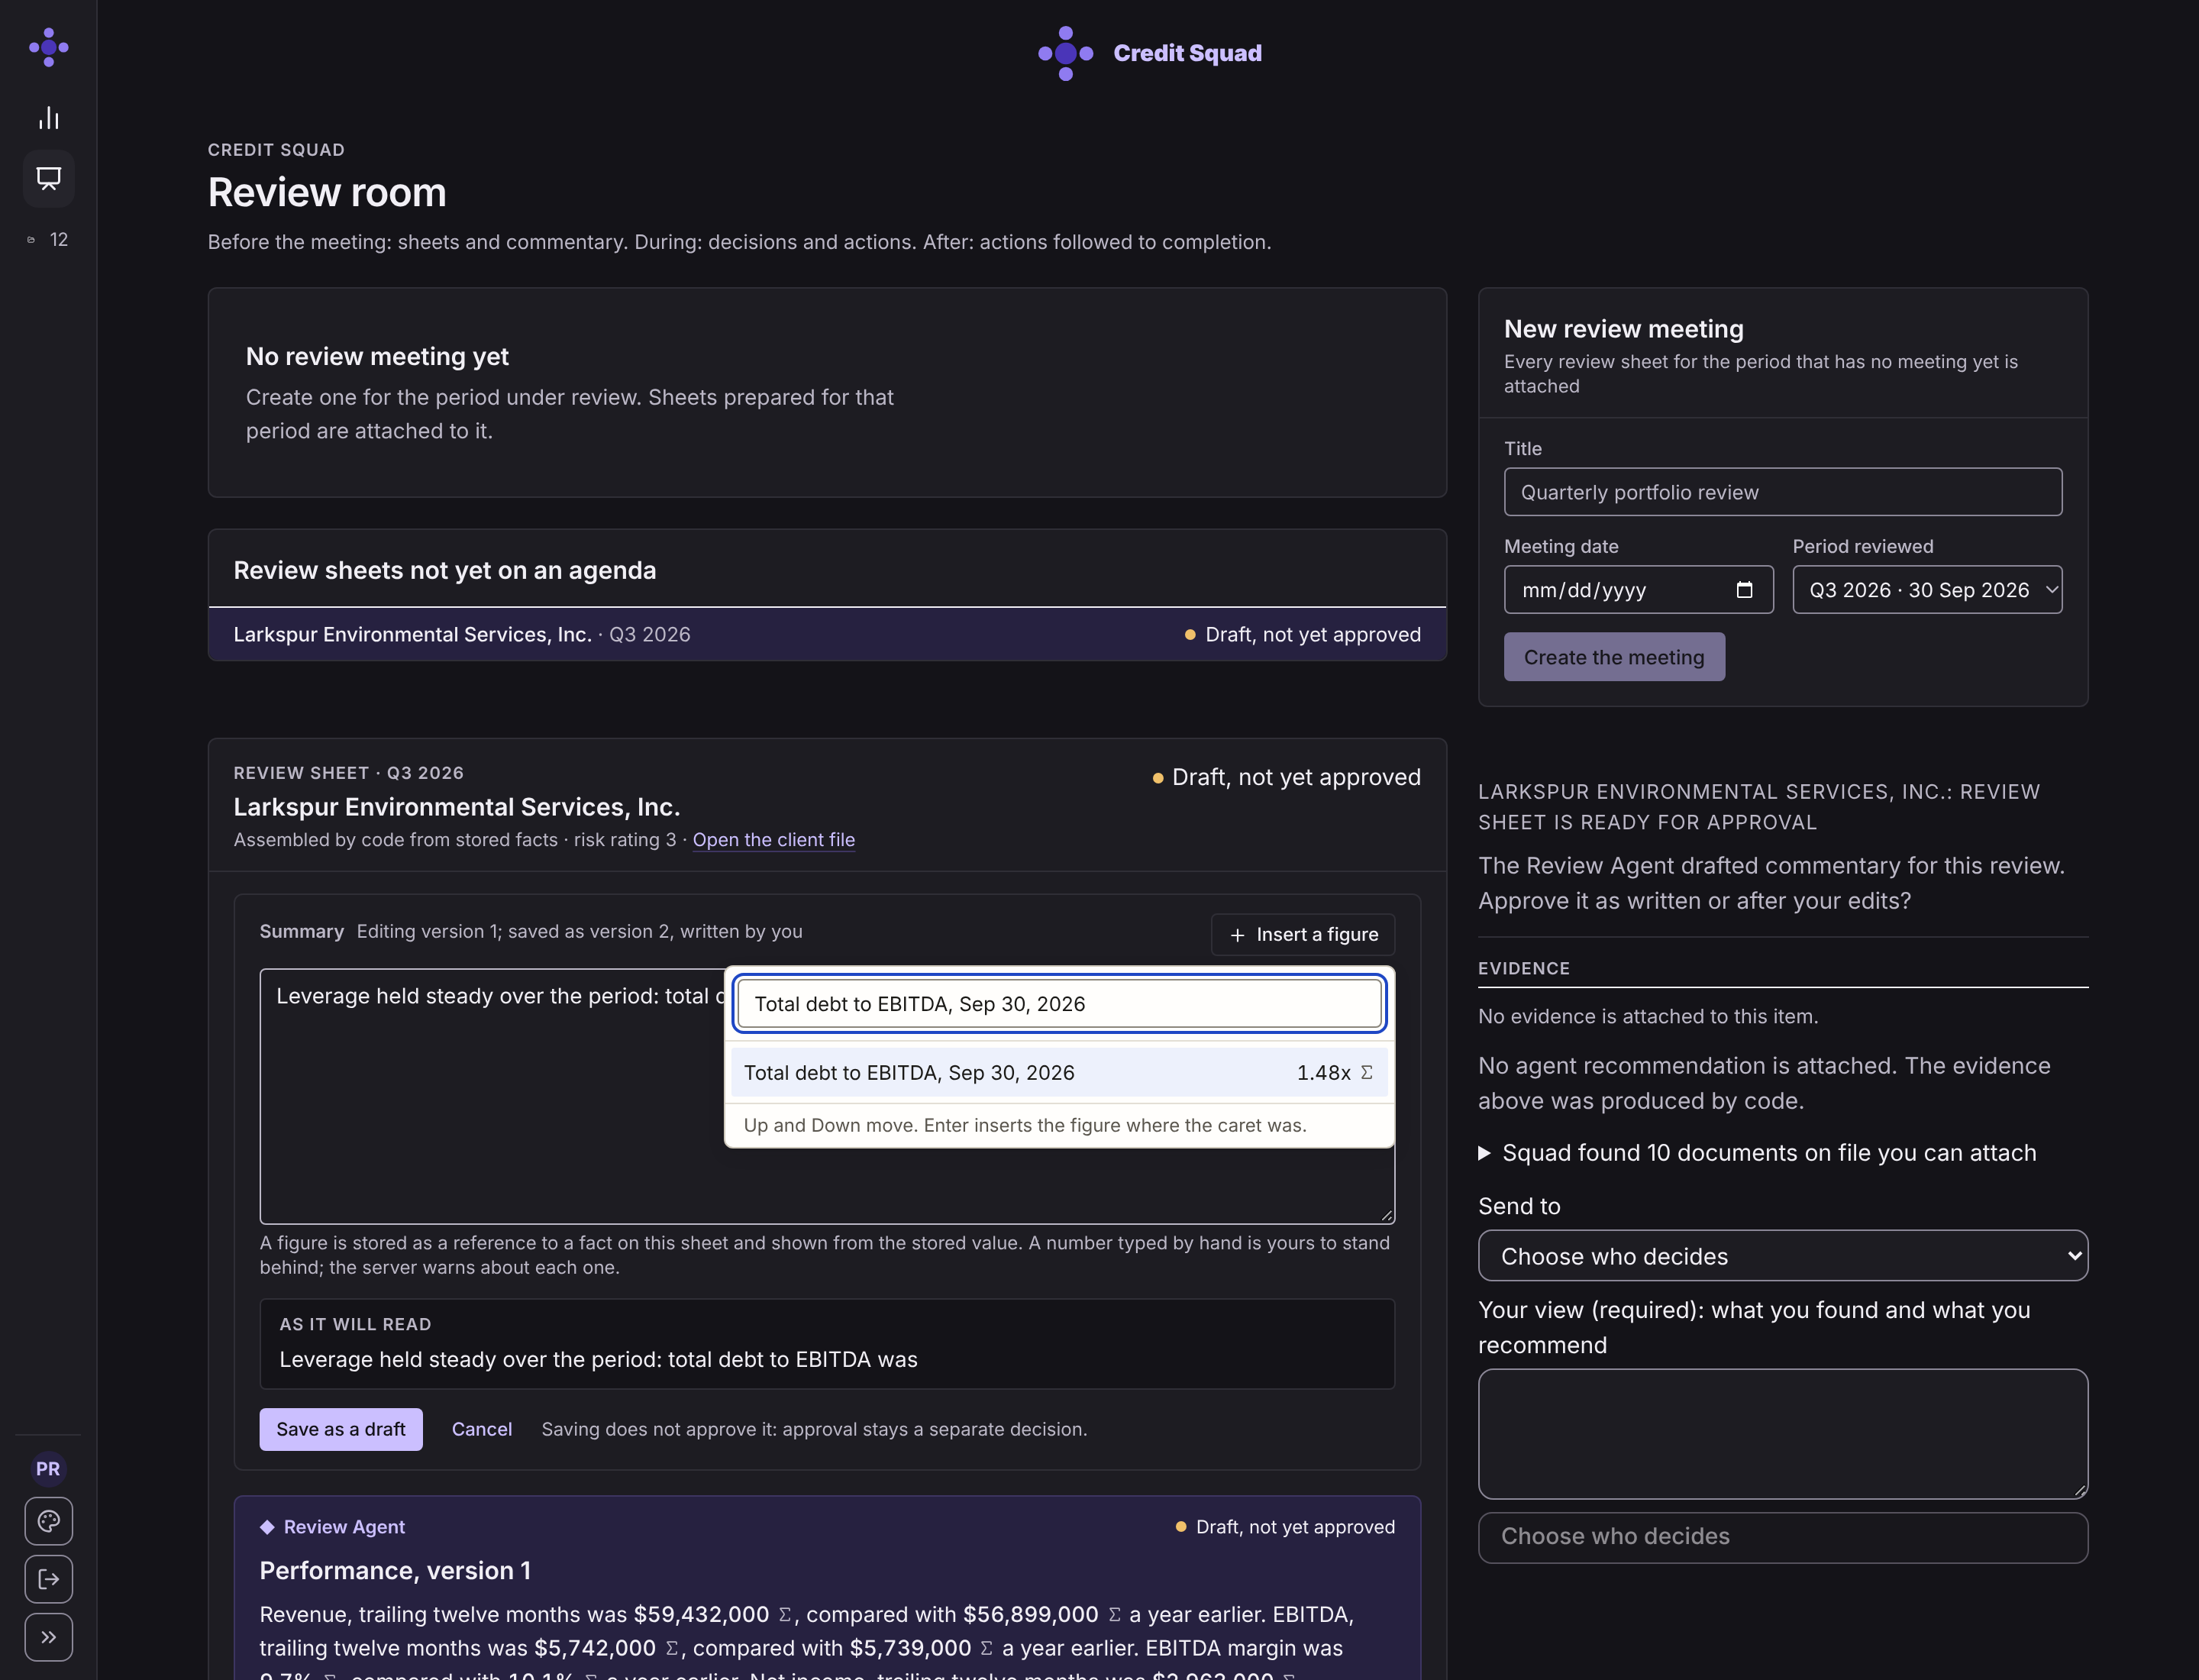 Credit Squad
12
CREDIT SQUAD
Review room
Before the meeting: sheets and commentary. During: decisions and actions. After: actions followed to completion.
No review meeting yet
Create one for the period under review. Sheets prepared for that
period are attached to it.
Review sheets not yet on an agenda
Larkspur Environmental Services, Inc. · Q3 2026
Draft, not yet approved
New review meeting
Every review sheet for the period that has no meeting yet is
attached
Title
Quarterly portfolio review
Meeting date
Period reviewed
mm/dd/yyyy
Q3 2026 · 30 Sep 2026
Create the meeting
REVIEW SHEET · Q3 2026
Draft, not yet approved
Larkspur Environmental Services, Inc.
Assembled by code from stored facts · risk rating 3 · Open the client file
Summary Editing version 1; saved as version 2, written by you
+ Insert a figure
Leverage held steady over the period: total
Total debt to EBITDA, Sep 30, 2026
Total debt to EBITDA, Sep 30, 2026 1.48x Σ
Up and Down move. Enter inserts the figure where the caret was.
A figure is stored as a reference to a fact on this sheet and shown from the stored value. A number typed by hand is yours to stand
behind; the server warns about each one.
AS IT WILL READ
Leverage held steady over the period: total debt to EBITDA was
Save as a draft
Cancel
Saving does not approve it: approval stays a separate decision.
Review Agent
Draft, not yet approved
Performance, version 1
Revenue, trailing twelve months was $59,432,000 Σ, compared with $56,899,000 Σ a year earlier. EBITDA,
trailing twelve months was $5,742,000 Σ, compared with $5,739,000 Σ a year earlier. EBITDA margin was
9.7% Σ, compared with 10.1% Σ a year earlier. Net income, trailing twelve months was $2,963,000 Σ
LARKSPUR ENVIRONMENTAL SERVICES, INC.: REVIEW
SHEET IS READY FOR APPROVAL
The Review Agent drafted commentary for this review.
Approve it as written or after your edits?
EVIDENCE
No evidence is attached to this item.
No agent recommendation is attached. The evidence
above was produced by code.
Squad found 10 documents on file you can attach
Send to
Choose who decides
Your view (required): what you found and what you
recommend
Choose who decides
PR